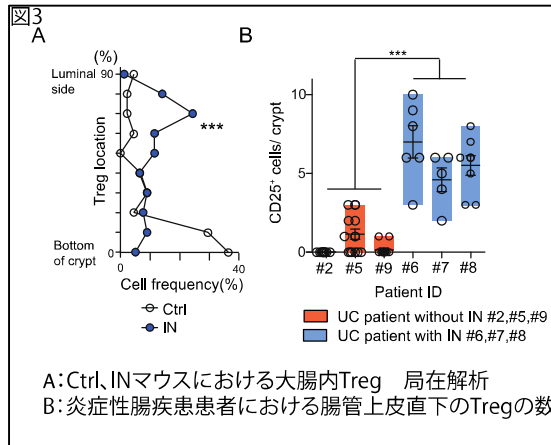 図3
A
(%)
Luminal
side
90
Treg location
***
Bottom
of crypt
0
0
40
Cell frequency(%)
Ctrl
IN
B
***
10
CD25⁺ cells/ crypt
5
0
#2 #5 #9 #6 #7 #8
Patient ID
UC patient without IN #2,#5,#9
UC patient with IN #6,#7,#8
A:Ctrl、INマウスにおける大腸内Treg 局在解析
B:炎症性腸疾患患者における腸管上皮直下のTregの数